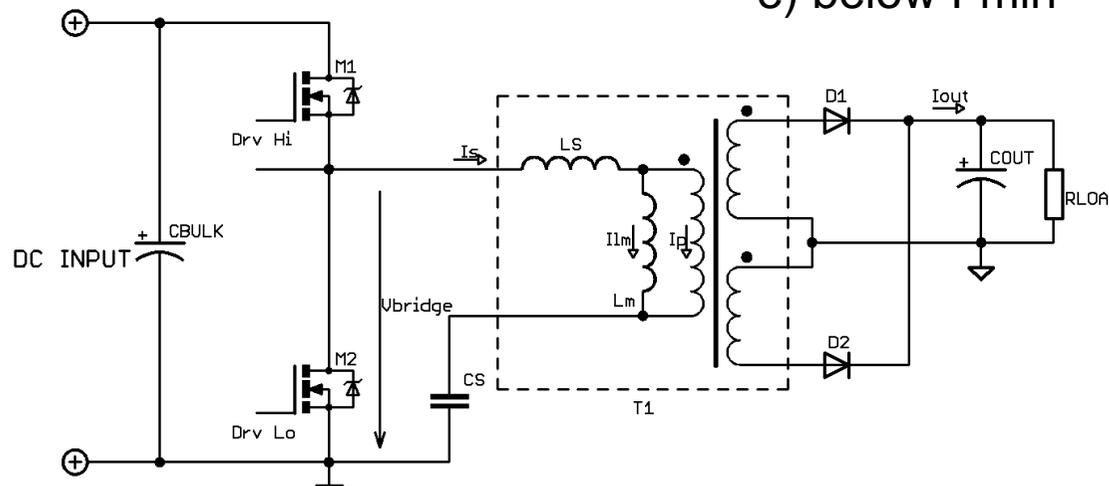 e) below Fmin
M1
Drv Hi
D1
Iout
Is
LS
+
COUT
RLOA
+
CBULK
DC INPUT
Ilm
Ip
Vbridge
Lm
M2
D2
CS
T1
Drv Lo